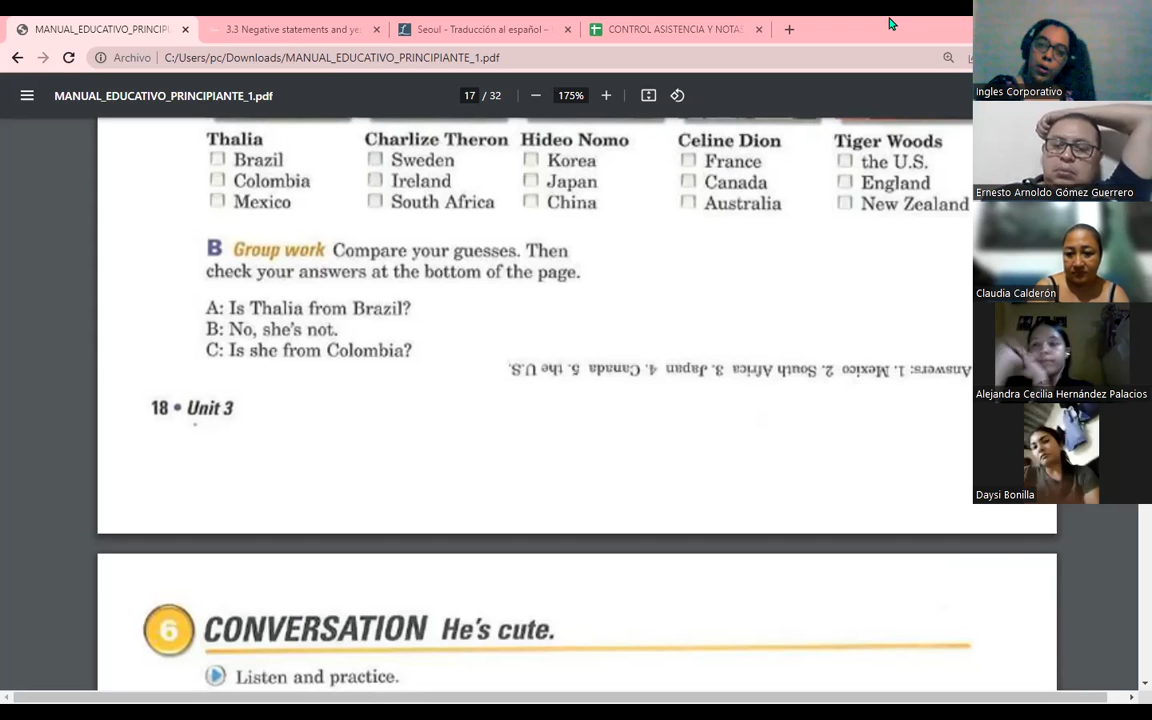 MANUAL_EDUCATIVO_PRINCIPI
3.3 Negative statements and ye
Seoul - Traducción al español –
CONTROL ASISTENCIA Y NOTAS
Archivo
C:/Users/pc/Downloads/MANUAL_EDUCATIVO_PRINCIPIANTE_1.pdf
MANUAL_EDUCATIVO_PRINCIPIANTE_1.pdf
17 / 32
175%
Thalia
Brazil
Colombia
Mexico
Charlize Theron
Sweden
Ireland
South Africa
Hideo Nomo
Korea
Japan
China
Celine Dion
France
Canada
Australia
Tiger Woods
the U.S.
England
New Zealand
B Group work Compare your guesses. Then
check your answers at the bottom of the page.
A: Is Thalia from Brazil?
B: No, she's not.
C: Is she from Colombia?
Answers: 1. Mexico 2. South Africa 3. Japan 4. Canada 5. the U.S.
18 • Unit 3
6 CONVERSATION He's cute.
Listen and practice.
Ingles Corporativo
Ernesto Arnoldo Gómez Guerrero
Claudia Calderón
Alejandra Cecilia Hernández Palacios
Daysi Bonilla